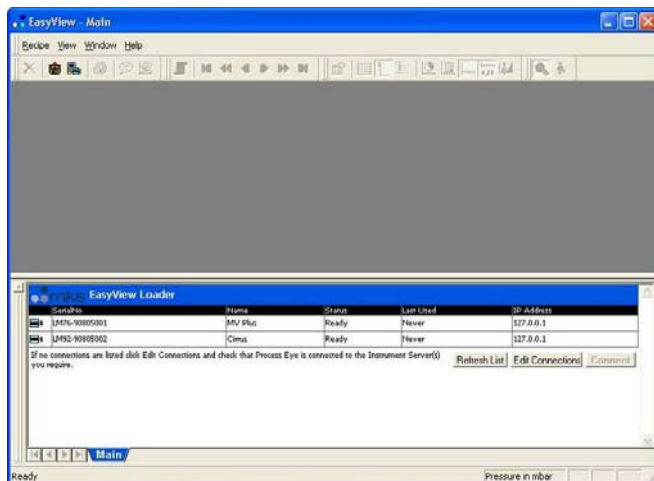 EasyView - Main
Recipe View Window Help
mks EasyView Loader
SerialNo Name Status Last Used IP Address
LM76-90805001 MV Plus Ready Never 127.0.0.1
LM92-90805002 Cirrus Ready Never 127.0.0.1
If no connections are listed click Edit Connections and check that Process Eye is connected to the Instrument Server(s)
you require.
Refresh List Edit Connections Connect
Main
Ready Pressure in mbar